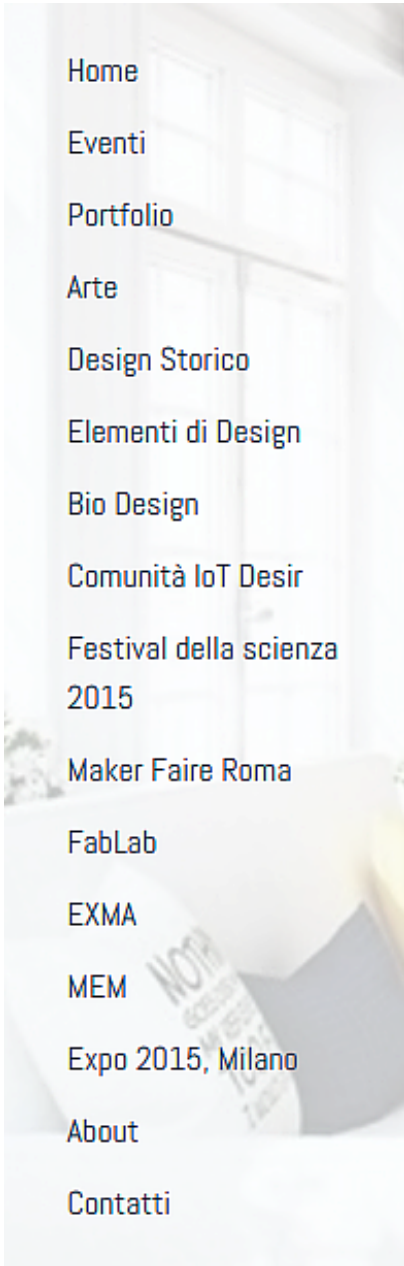 Home
Eventi
Portfolio
Arte
Design Storico
Elementi di Design
Bio Design
Comunità IoT Desir
Festival della scienza
2015
Maker Faire Roma
FabLab
EXMA
MEM
Expo 2015, Milano
About
Contatti